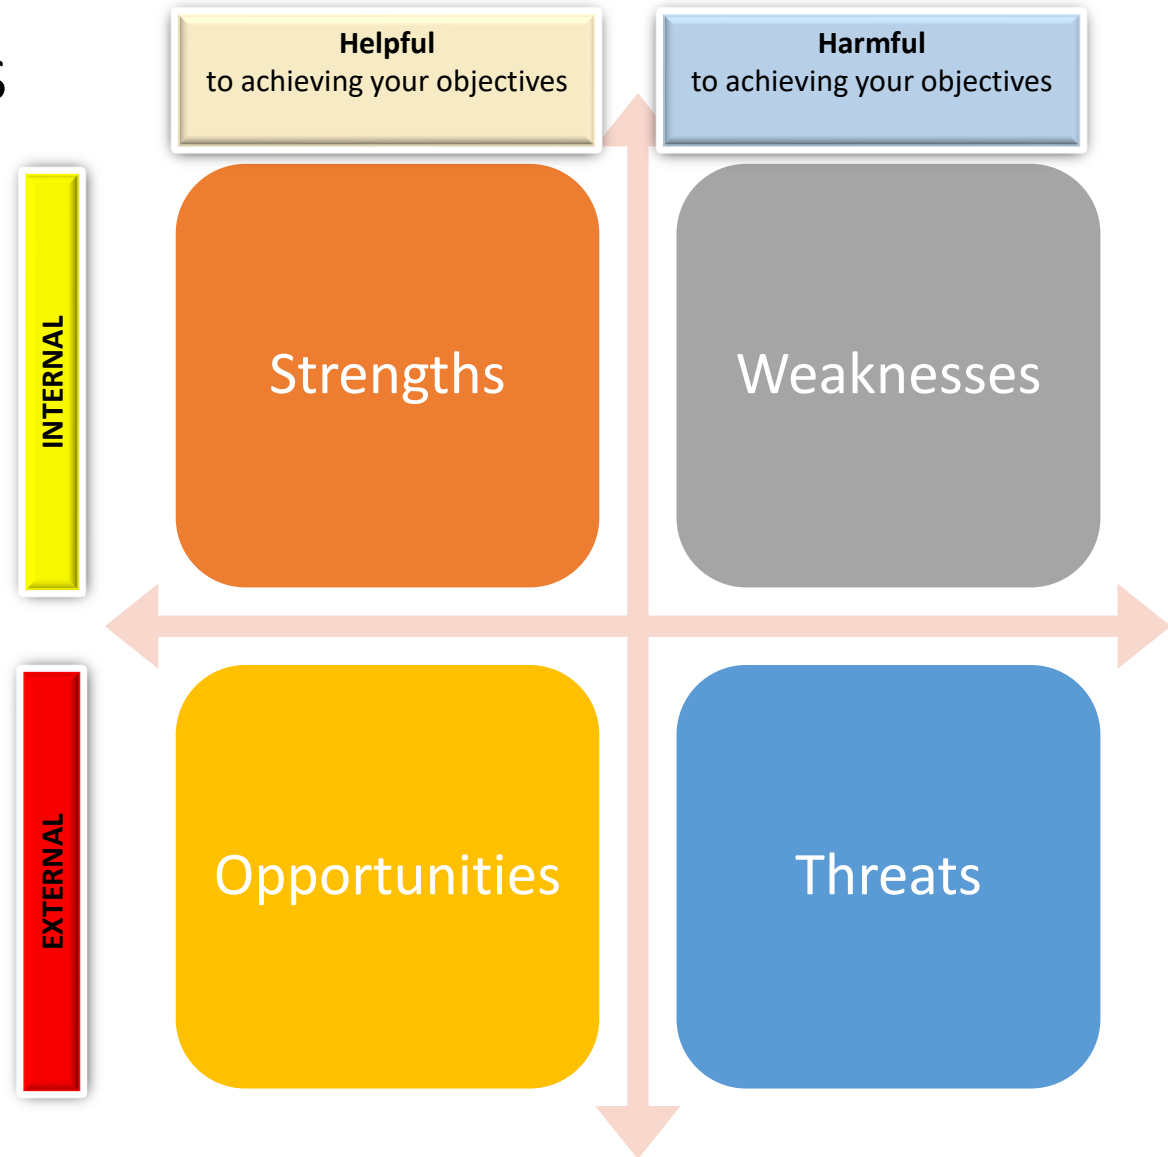 Helpful
to achieving your objectives
Harmful
to achieving your objectives
INTERNAL
Strengths
Weaknesses
EXTERNAL
Opportunities
Threats